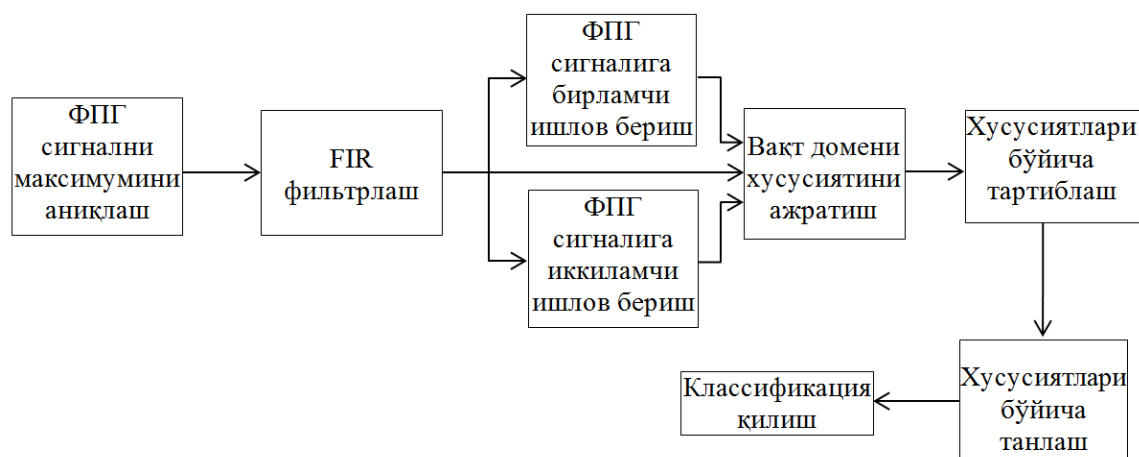 ФПГ
сигнални
максимумини
аниқлаш
FIR
фильтрлаш
ФПГ
сигналига
бирламчи
ишлов бериш
ФПГ
сигналига
иккиламчи
ишлов бериш
Вақт домени
хусусиятини
ажратиш
Хусусиятлари
бўйича
тартиблаш
Хусусиятлари
бўйича
танлаш
Классификация
қилиш